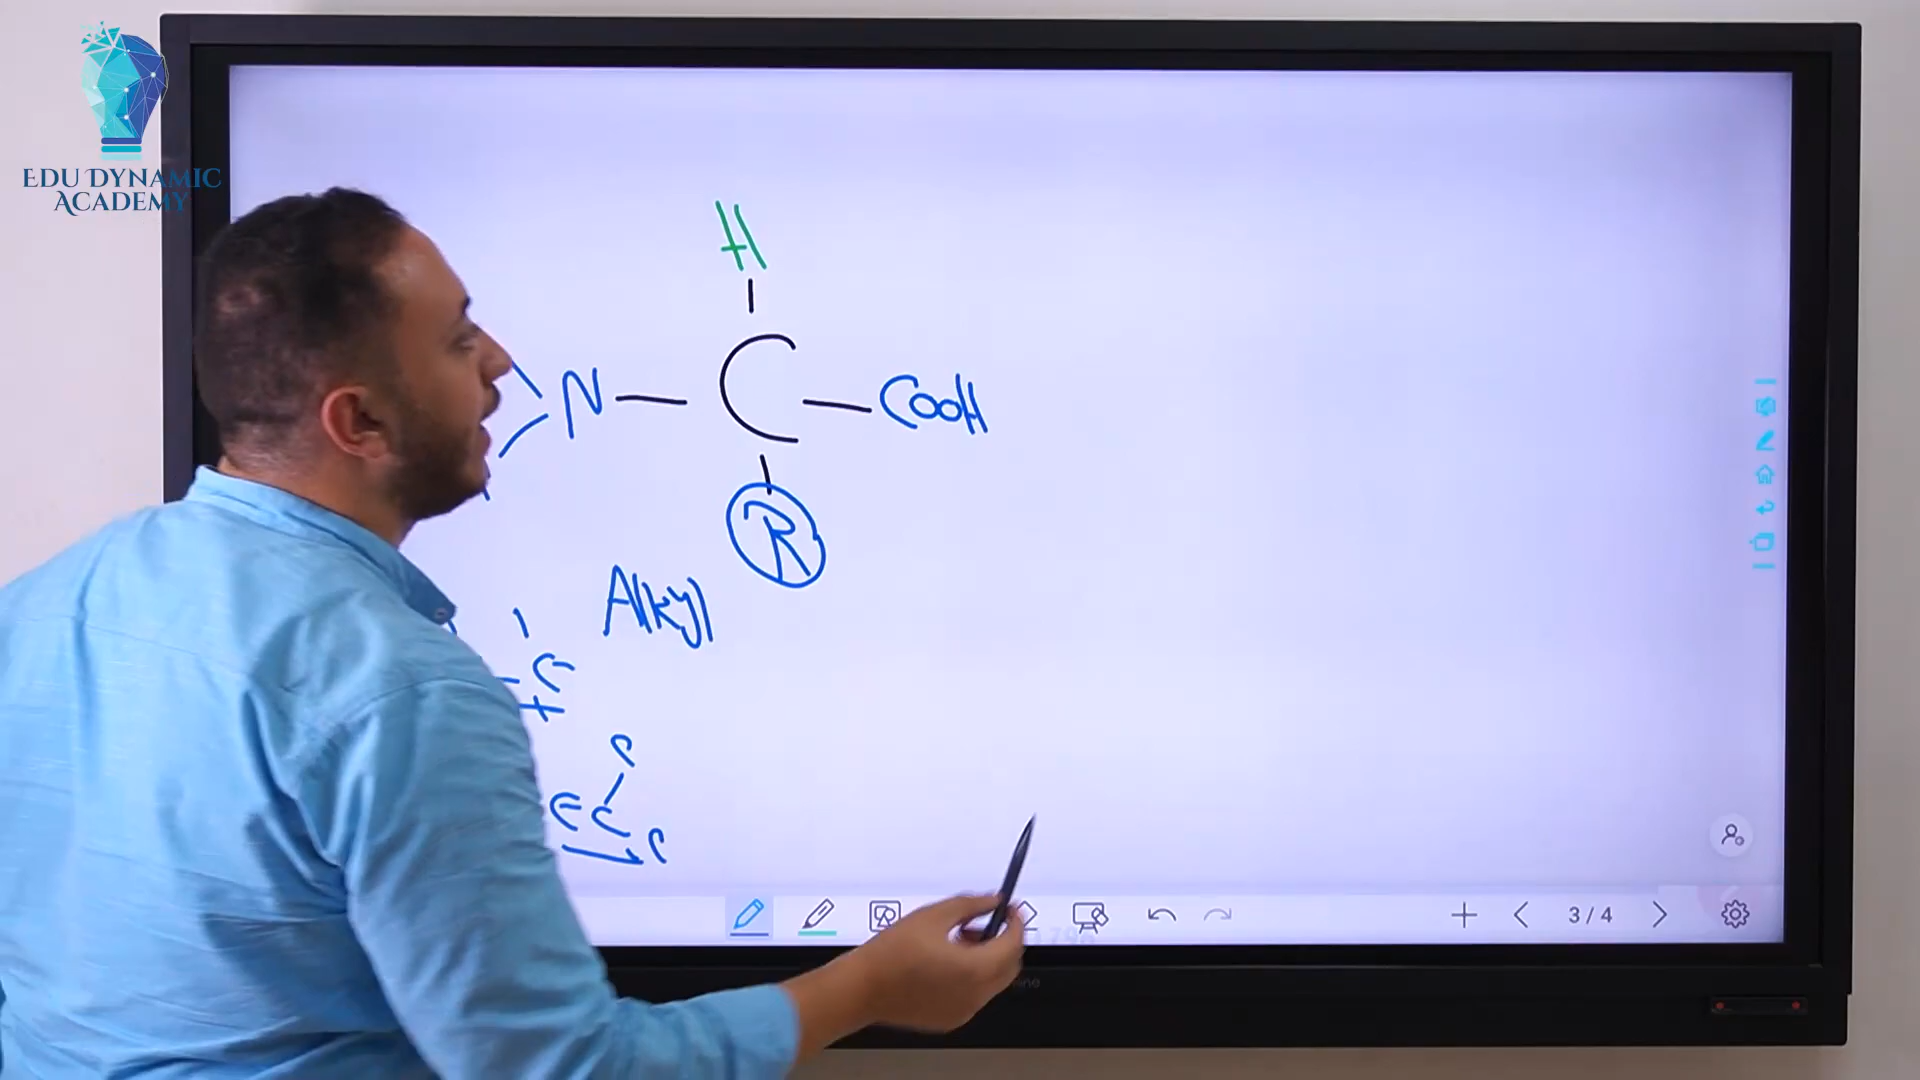 EDU DYNAMIC
ACADEMY
H
N — C — COOH
R
Alkyl
C
C
C
C
3 / 4